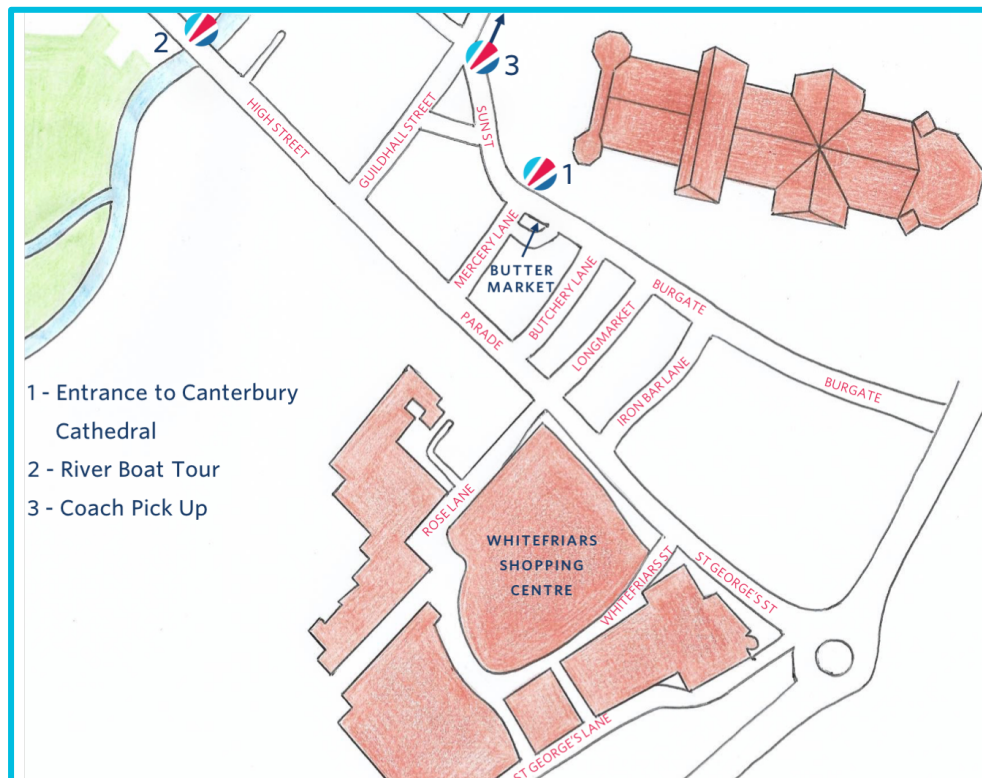 2
3
HIGH STREET
GUILDHALL STREET
SUN ST
1
MERCERY LANE
BUTTER
MARKET
BUTCHERY LANE
BURGATE
PARADE
LONGMARKET
IRON BAR LANE
BURGATE
1 - Entrance to Canterbury
Cathedral
2 - River Boat Tour
3 - Coach Pick Up
ROSE LANE
WHITEFRIARS
SHOPPING
CENTRE
WHITEFRIARS ST
ST GEORGE'S ST
ST GEORGE'S LANE